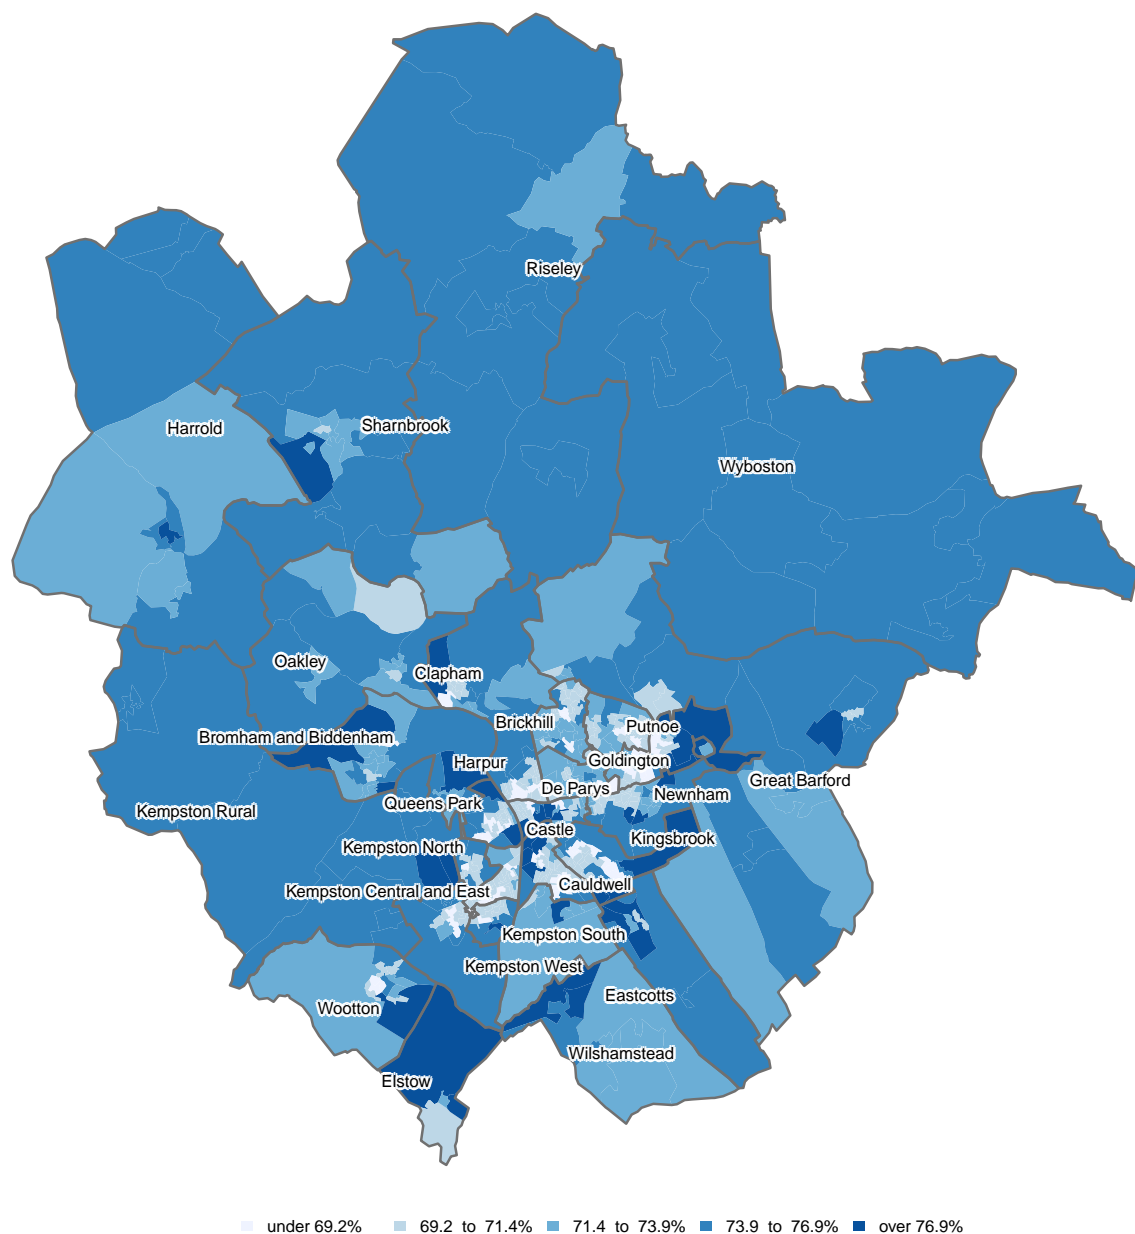 Riseley
Harrold
Sharnbrook
Wyboston
Oakley
Clapham
Brickhill
Putnoe
Bromham and Biddenham
Harpur
Goldington
Great Barford
De Parys
Newnham
Queens Park
Kempston Rural
Castle
Kingsbrook
Kempston North
Kempston Central and East
Cauldwell
Kempston South
Kempston West
Eastcotts
Wootton
Wilshamstead
Elstow
under 69.2% 69.2 to 71.4% 71.4 to 73.9% 73.9 to 76.9% over 76.9%